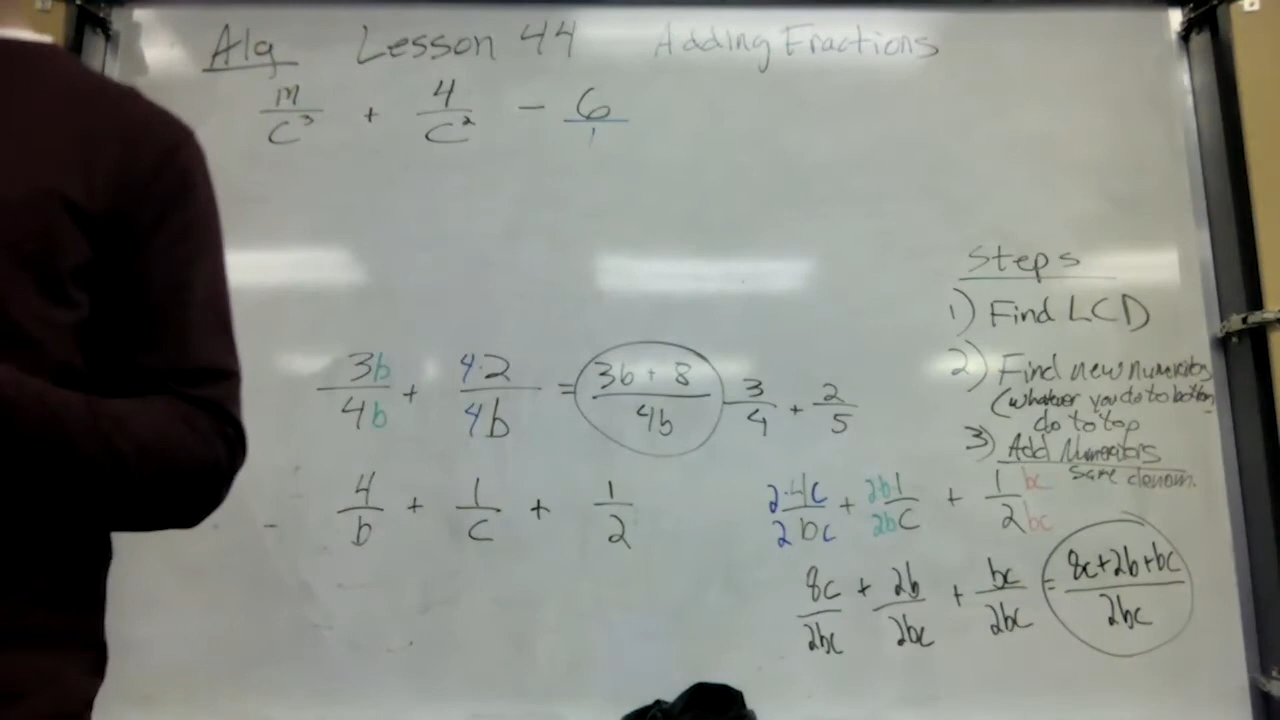 Alg Lesson 44 Adding Fractions
m/c³ + 4/c² - 6/1
Steps
1) Find LCD
2) Find new numerators
(whatever you do to bottom
do to top
3) Add Numerators
same denom.
3b/4b + 4·2/4b = (3b + 8)/4b
3/4 + 2/5
4/b + 1/c + 1/2
2·4c/2bc + 2b1/2bc + 1bc/2bc
8c/2bc + 2b/2bc + bc/2bc = (8c+2b+bc)/2bc